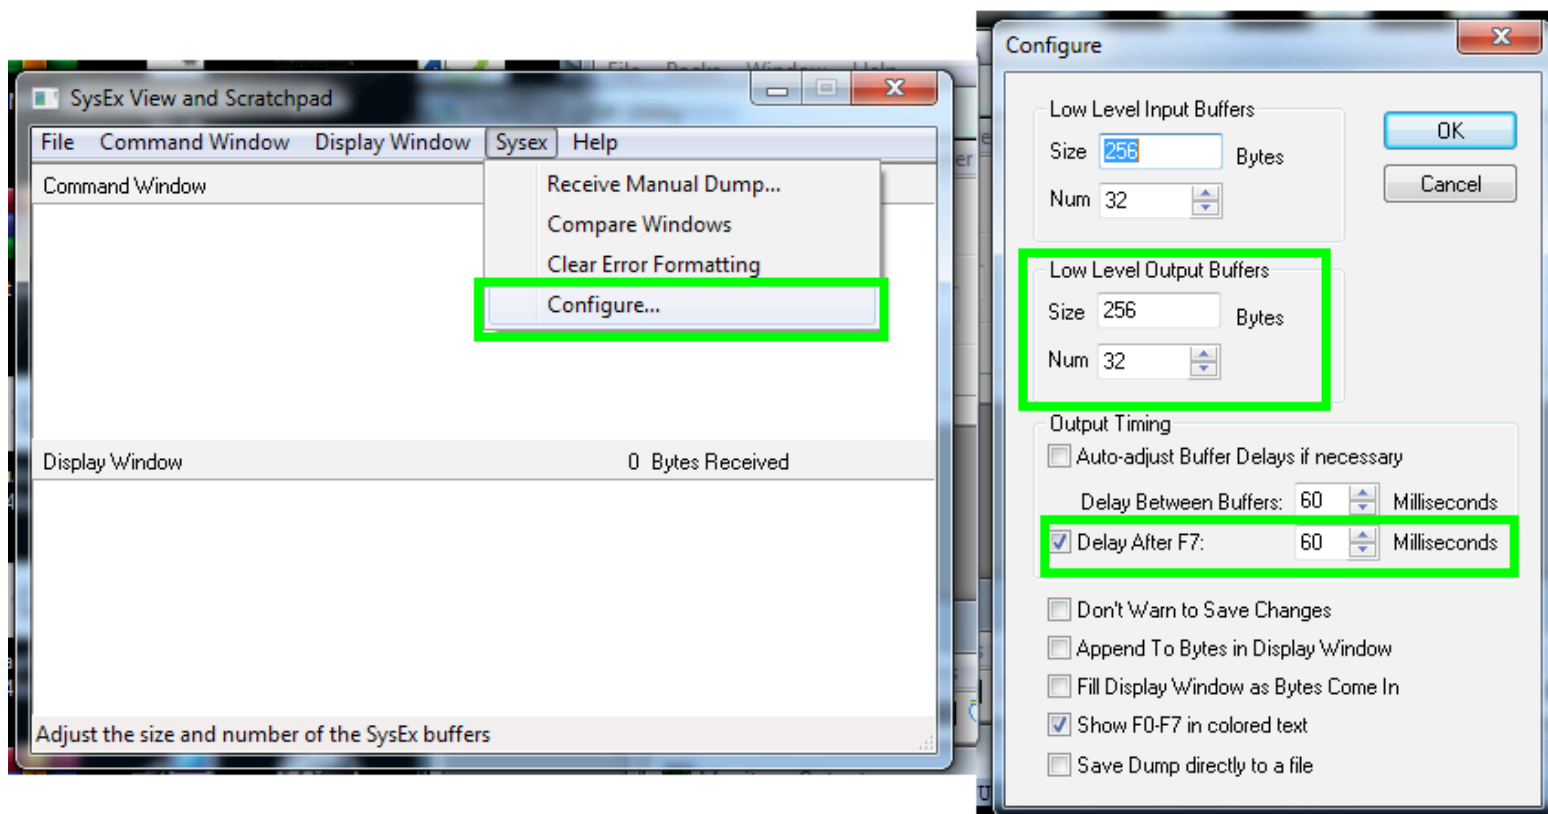 File Racks Window Help
SysEx View and Scratchpad
File Command Window Display Window Sysex Help
Command Window
Receive Manual Dump...
Compare Windows
Clear Error Formatting
Configure...
Display Window 0 Bytes Received
Adjust the size and number of the SysEx buffers
Configure
Low Level Input Buffers
OK
Size 256 Bytes
Cancel
Num 32
Low Level Output Buffers
Size 256 Bytes
Num 32
Output Timing
Auto-adjust Buffer Delays if necessary
Delay Between Buffers: 60 Milliseconds
Delay After F7: 60 Milliseconds
Don't Warn to Save Changes
Append To Bytes in Display Window
Fill Display Window as Bytes Come In
Show F0-F7 in colored text
Save Dump directly to a file